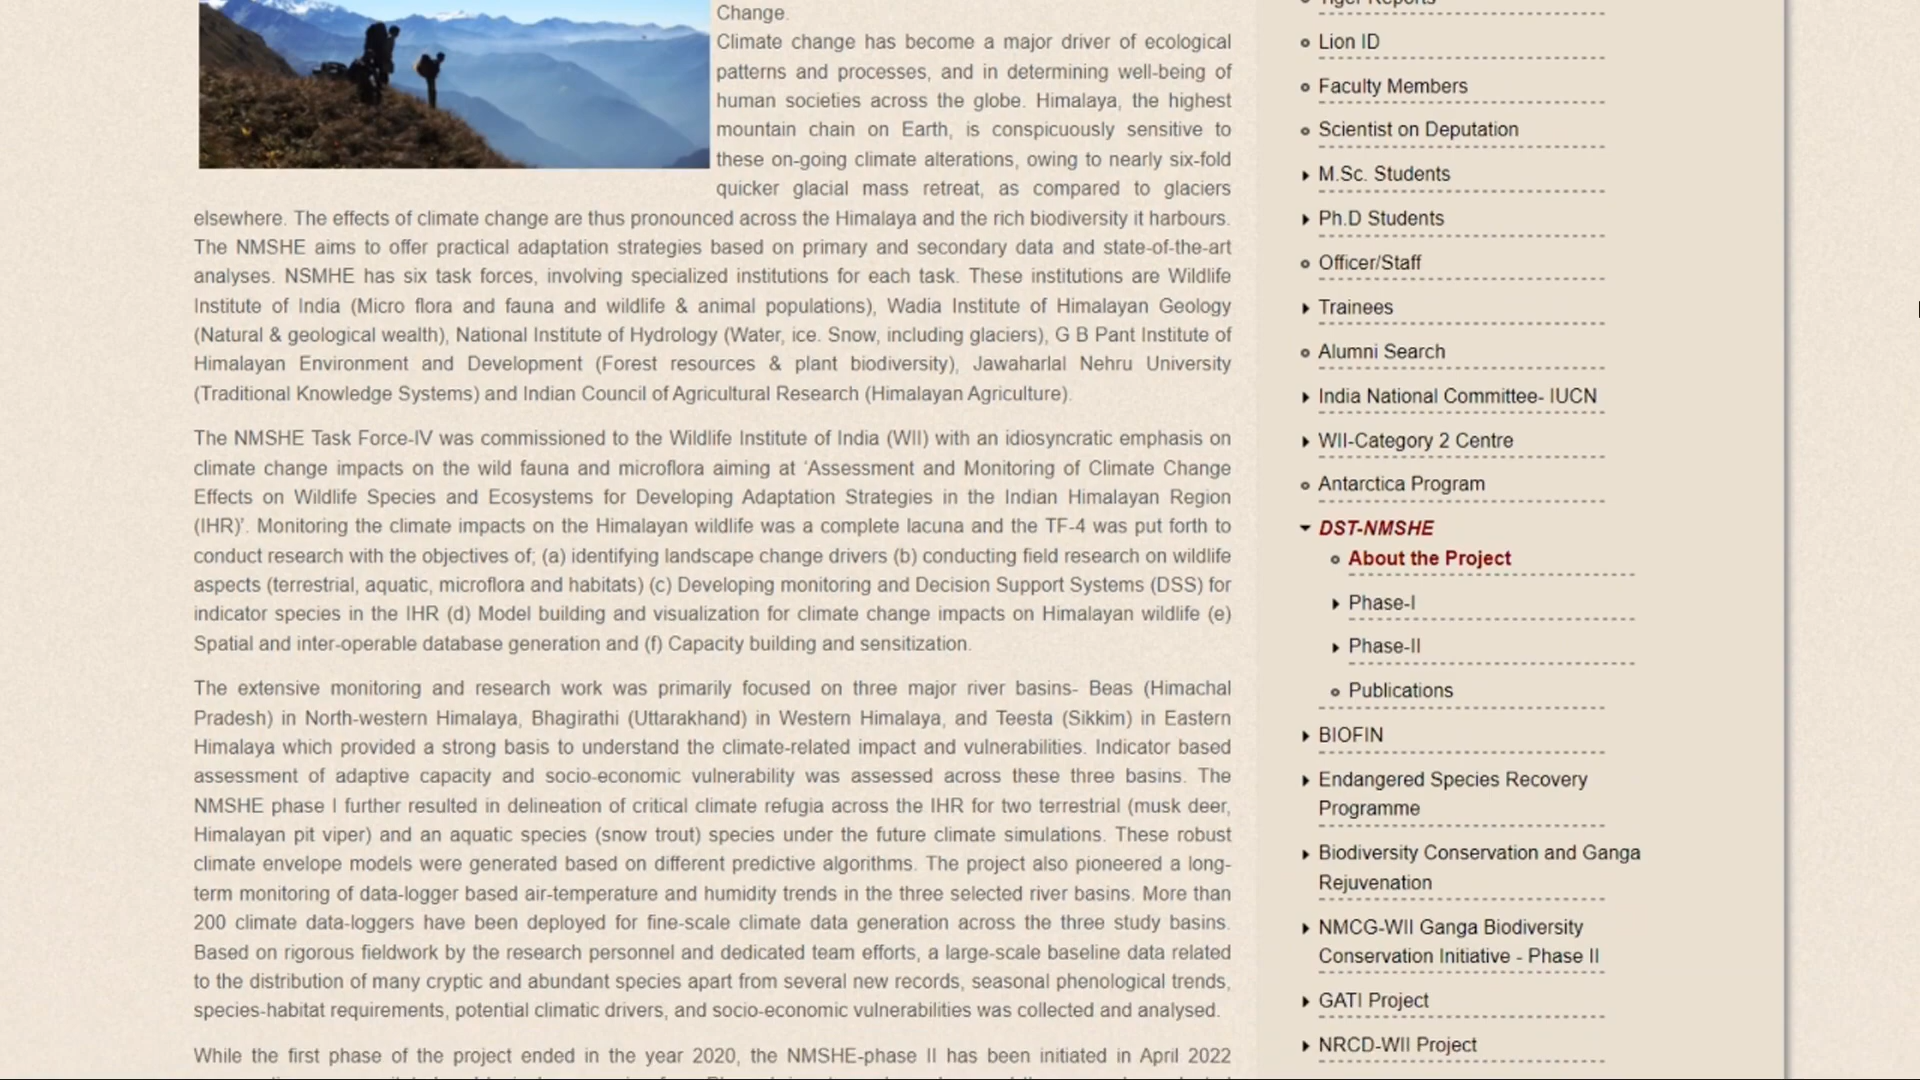 Change.
Climate change has become a major driver of ecological
patterns and processes, and in determining well-being of
human societies across the globe. Himalaya, the highest
mountain chain on Earth, is conspicuously sensitive to
these on-going climate alterations, owing to nearly six-fold
quicker glacial mass retreat, as compared to glaciers
elsewhere. The effects of climate change are thus pronounced across the Himalaya and the rich biodiversity it harbours.
The NMSHE aims to offer practical adaptation strategies based on primary and secondary data and state-of-the-art
analyses. NSMHE has six task forces, involving specialized institutions for each task. These institutions are Wildlife
Institute of India (Micro flora and fauna and wildlife & animal populations), Wadia Institute of Himalayan Geology
(Natural & geological wealth), National Institute of Hydrology (Water, ice. Snow, including glaciers), G B Pant Institute of
Himalayan Environment and Development (Forest resources & plant biodiversity), Jawaharlal Nehru University
(Traditional Knowledge Systems) and Indian Council of Agricultural Research (Himalayan Agriculture).
The NMSHE Task Force-IV was commissioned to the Wildlife Institute of India (WII) with an idiosyncratic emphasis on
climate change impacts on the wild fauna and microflora aiming at ‘Assessment and Monitoring of Climate Change
Effects on Wildlife Species and Ecosystems for Developing Adaptation Strategies in the Indian Himalayan Region
(IHR)’. Monitoring the climate impacts on the Himalayan wildlife was a complete lacuna and the TF-4 was put forth to
conduct research with the objectives of; (a) identifying landscape change drivers (b) conducting field research on wildlife
aspects (terrestrial, aquatic, microflora and habitats) (c) Developing monitoring and Decision Support Systems (DSS) for
indicator species in the IHR (d) Model building and visualization for climate change impacts on Himalayan wildlife (e)
Spatial and inter-operable database generation and (f) Capacity building and sensitization.
The extensive monitoring and research work was primarily focused on three major river basins- Beas (Himachal
Pradesh) in North-western Himalaya, Bhagirathi (Uttarakhand) in Western Himalaya, and Teesta (Sikkim) in Eastern
Himalaya which provided a strong basis to understand the climate-related impact and vulnerabilities. Indicator based
assessment of adaptive capacity and socio-economic vulnerability was assessed across these three basins. The
NMSHE phase I further resulted in delineation of critical climate refugia across the IHR for two terrestrial (musk deer,
Himalayan pit viper) and an aquatic species (snow trout) species under the future climate simulations. These robust
climate envelope models were generated based on different predictive algorithms. The project also pioneered a long-
term monitoring of data-logger based air-temperature and humidity trends in the three selected river basins. More than
200 climate data-loggers have been deployed for fine-scale climate data generation across the three study basins.
Based on rigorous fieldwork by the research personnel and dedicated team efforts, a large-scale baseline data related
to the distribution of many cryptic and abundant species apart from several new records, seasonal phenological trends,
species-habitat requirements, potential climatic drivers, and socio-economic vulnerabilities was collected and analysed.
While the first phase of the project ended in the year 2020, the NMSHE-phase II has been initiated in April 2022
Tiger Reports
Lion ID
Faculty Members
Scientist on Deputation
M.Sc. Students
Ph.D Students
Officer/Staff
Trainees
Alumni Search
India National Committee- IUCN
WII-Category 2 Centre
Antarctica Program
DST-NMSHE
About the Project
Phase-I
Phase-II
Publications
BIOFIN
Endangered Species Recovery
Programme
Biodiversity Conservation and Ganga
Rejuvenation
NMCG-WII Ganga Biodiversity
Conservation Initiative - Phase II
GATI Project
NRCD-WII Project